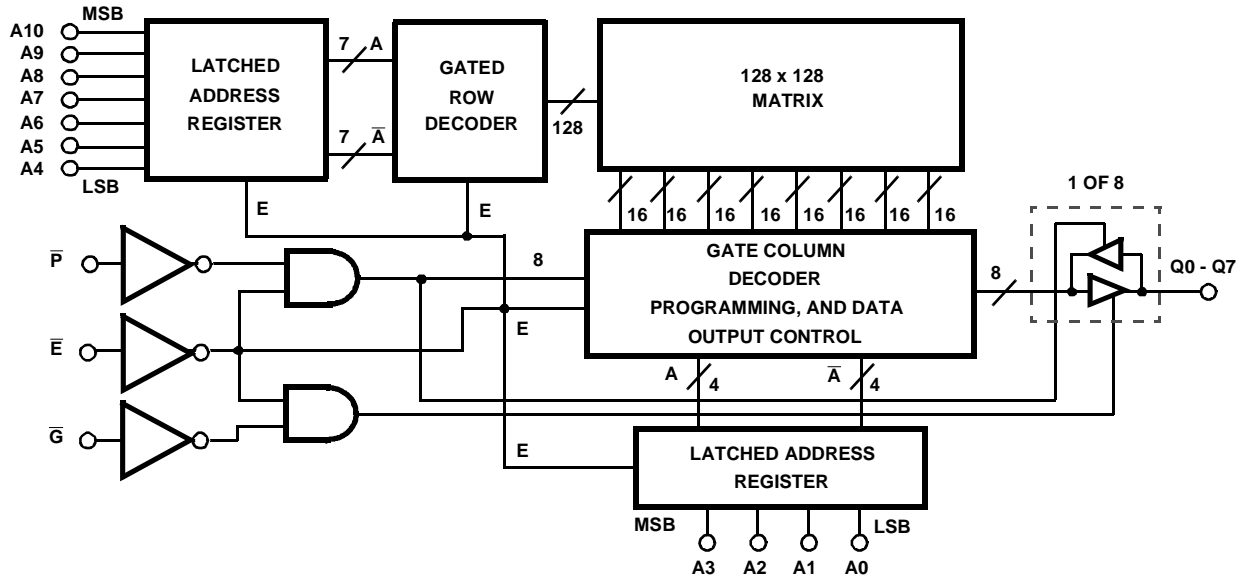 MSB
A10
A9
A8
A7
A6
A5
A4
LSB
LATCHED
ADDRESS
REGISTER
7 A
7 A̅
GATED
ROW
DECODER
128
128 x 128
MATRIX
E
E
16 16 16 16 16 16 16 16
1 OF 8
P̅
8
GATE COLUMN
DECODER
PROGRAMMING, AND DATA
OUTPUT CONTROL
8
Q0 - Q7
E̅
E
A 4
A̅ 4
G̅
E
LATCHED ADDRESS
REGISTER
MSB
LSB
A3 A2 A1 A0